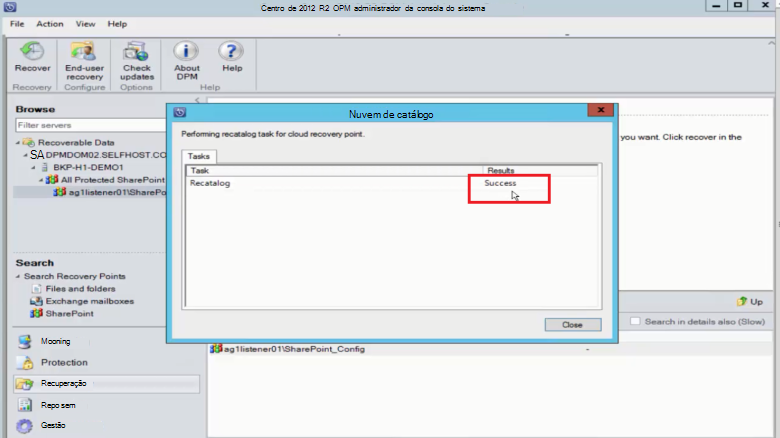 Centro de 2012 R2 OPM administrador da consola do sistema
File Action View Help
Recover
End-user recovery
Check updates
About DPM
Help
Recovery Configure Options Help
Browse
Filter servers
Recoverable Data
SADPMDOM02.SELFHOST.CO
BKP-H1-DEMO1
All Protected SharePoint
ag1listener01\SharePo
Search
Search Recovery Points
Files and folders
Exchange mailboxes
SharePoint
Mooning
Protection
Recuperação
Repo sem
Gestão
Nuvem de catálogo
Performing recatalog task for cloud recovery point.
Tasks
Task Results
Recatalog Success
Close
you want. Click recover in the
Up
Search in details also (Slow)
ag1listener01\SharePoint_Config -